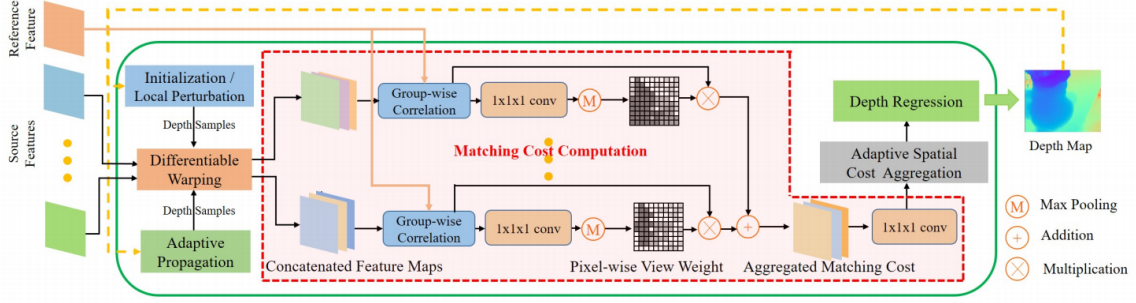 Reference
Feature
Source
Features
Initialization /
Local Perturbation
Depth Samples
Differentiable
Warping
Depth Samples
Adaptive
Propagation
Group-wise
Correlation
1x1x1 conv
M
Matching Cost Computation
Group-wise
Correlation
1x1x1 conv
M
Concatenated Feature Maps
Pixel-wise View Weight
Aggregated Matching Cost
1x1x1 conv
Adaptive Spatial
Cost Aggregation
Depth Regression
Depth Map
M Max Pooling
+ Addition
× Multiplication